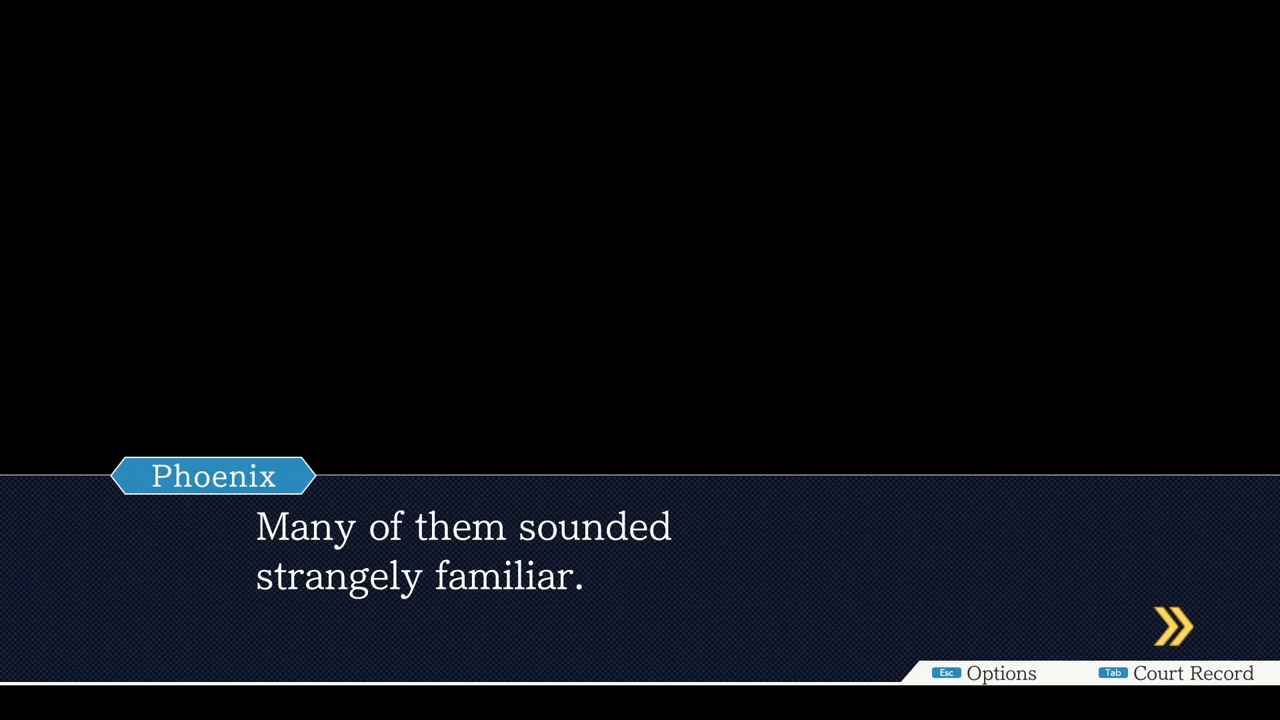 Phoenix
Many of them sounded
strangely familiar.
Esc Options Tab Court Record